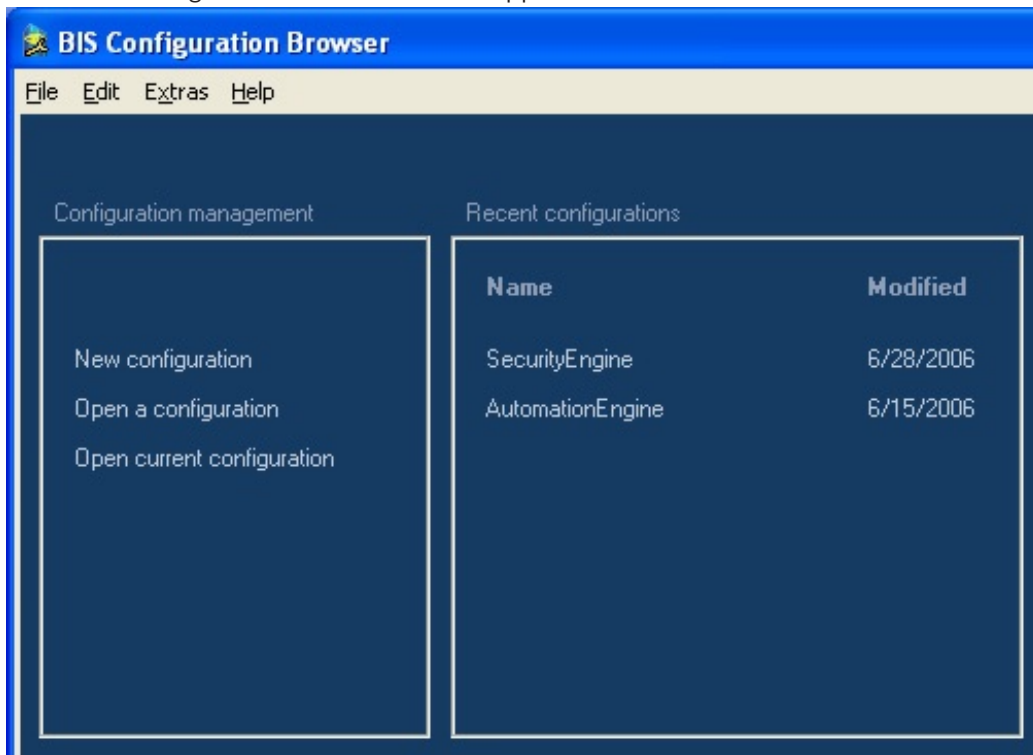 BIS Configuration Browser
File Edit Extras Help
Configuration management
New configuration
Open a configuration
Open current configuration
Recent configurations
Name Modified
SecurityEngine 6/28/2006
AutomationEngine 6/15/2006